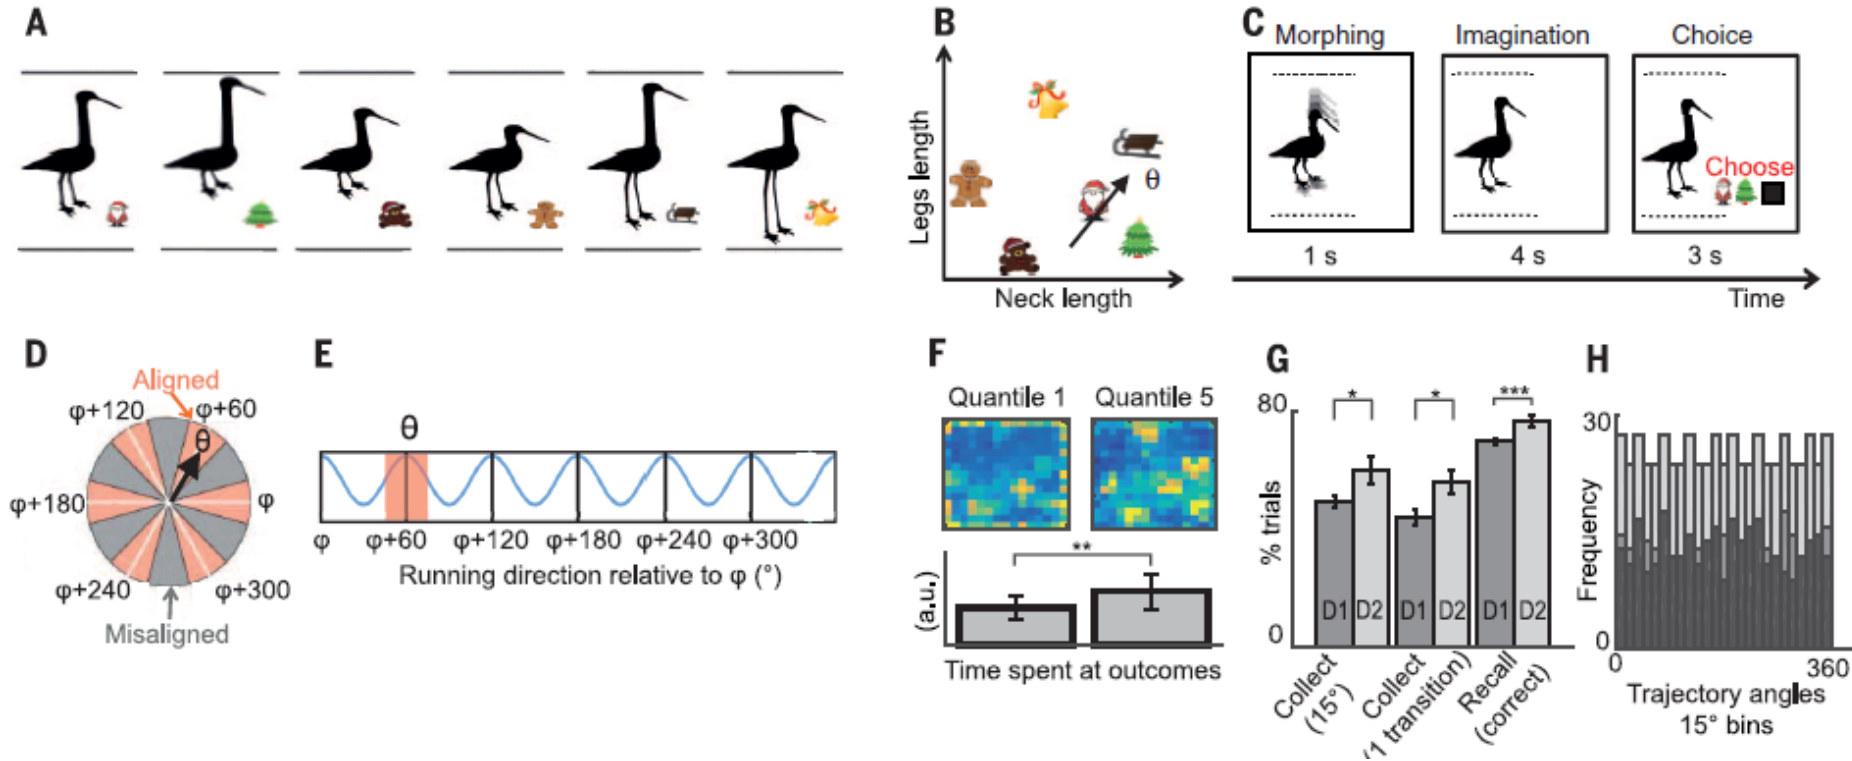 A
B
Legs length
θ
Neck length
C
Morphing
Imagination
Choice
Choose
1 s
4 s
3 s
Time
D
Aligned
φ+120
φ+60
θ
φ+180
φ
φ+240
φ+300
Misaligned
E
θ
φ
φ+60
φ+120
φ+180
φ+240
φ+300
Running direction relative to φ (°)
F
Quantile 1
Quantile 5
**
(a.u.)
Time spent at outcomes
G
80
* * ***
% trials
D1 D2 D1 D2 D1 D2
0
Collect
(15°)
Collect
(1 transition)
Recall
(correct)
H
30
Frequency
0
0
360
Trajectory angles
15° bins